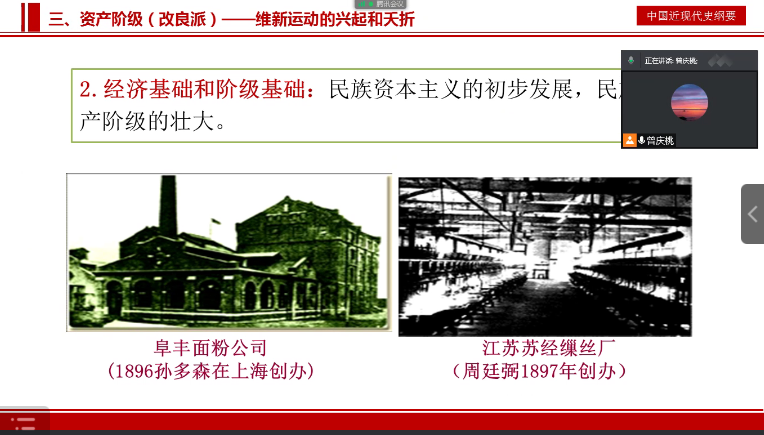 腾讯会议
三、资产阶级（改良派）——维新运动的兴起和夭折
中国近现代史纲要
正在讲话: 曾庆桃;
曾庆桃
2.经济基础和阶级基础：民族资本主义的初步发展，民
产阶级的壮大。
阜丰面粉公司
(1896孙多森在上海创办)
江苏苏经缫丝厂
（周廷弼1897年创办）